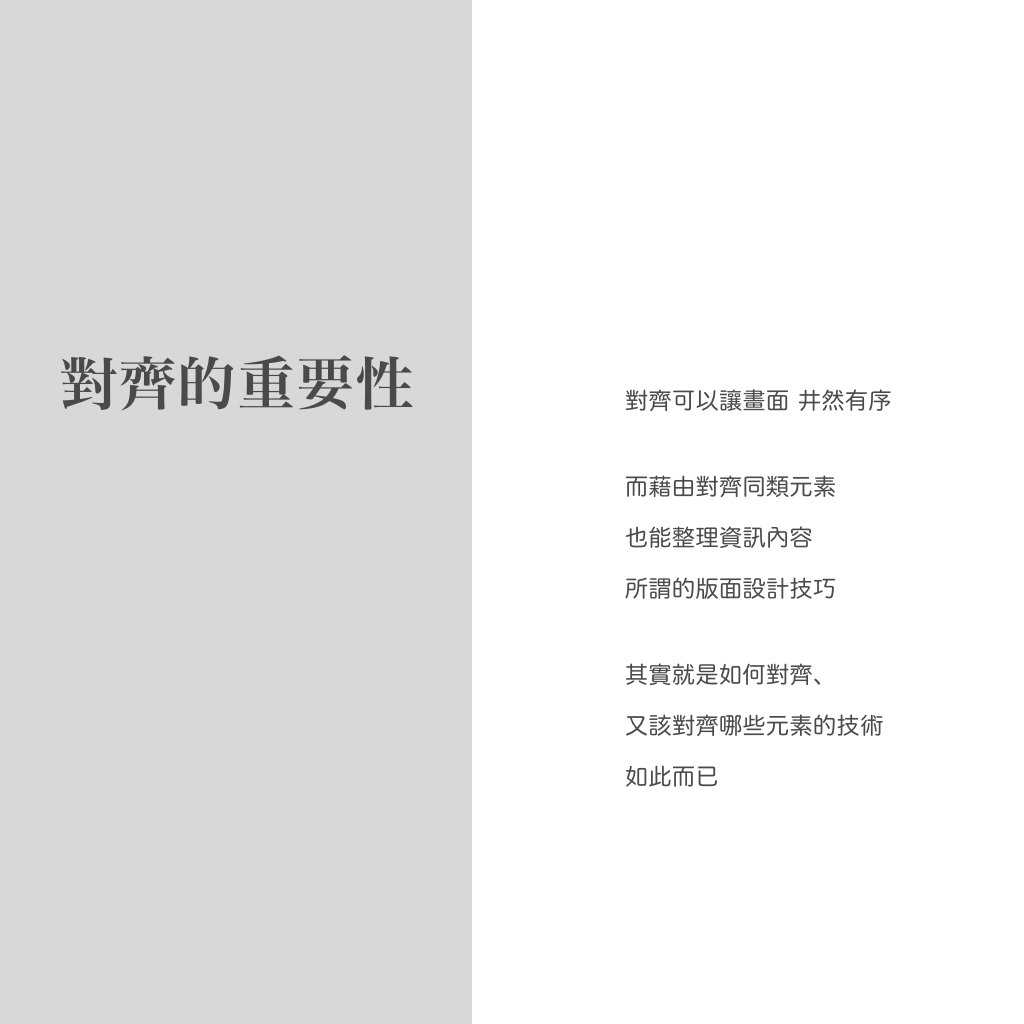 對齊的重要性
對齊可以讓畫面 井然有序
而藉由對齊同類元素
也能整理資訊內容
所謂的版面設計技巧
其實就是如何對齊、
又該對齊哪些元素的技術
如此而已